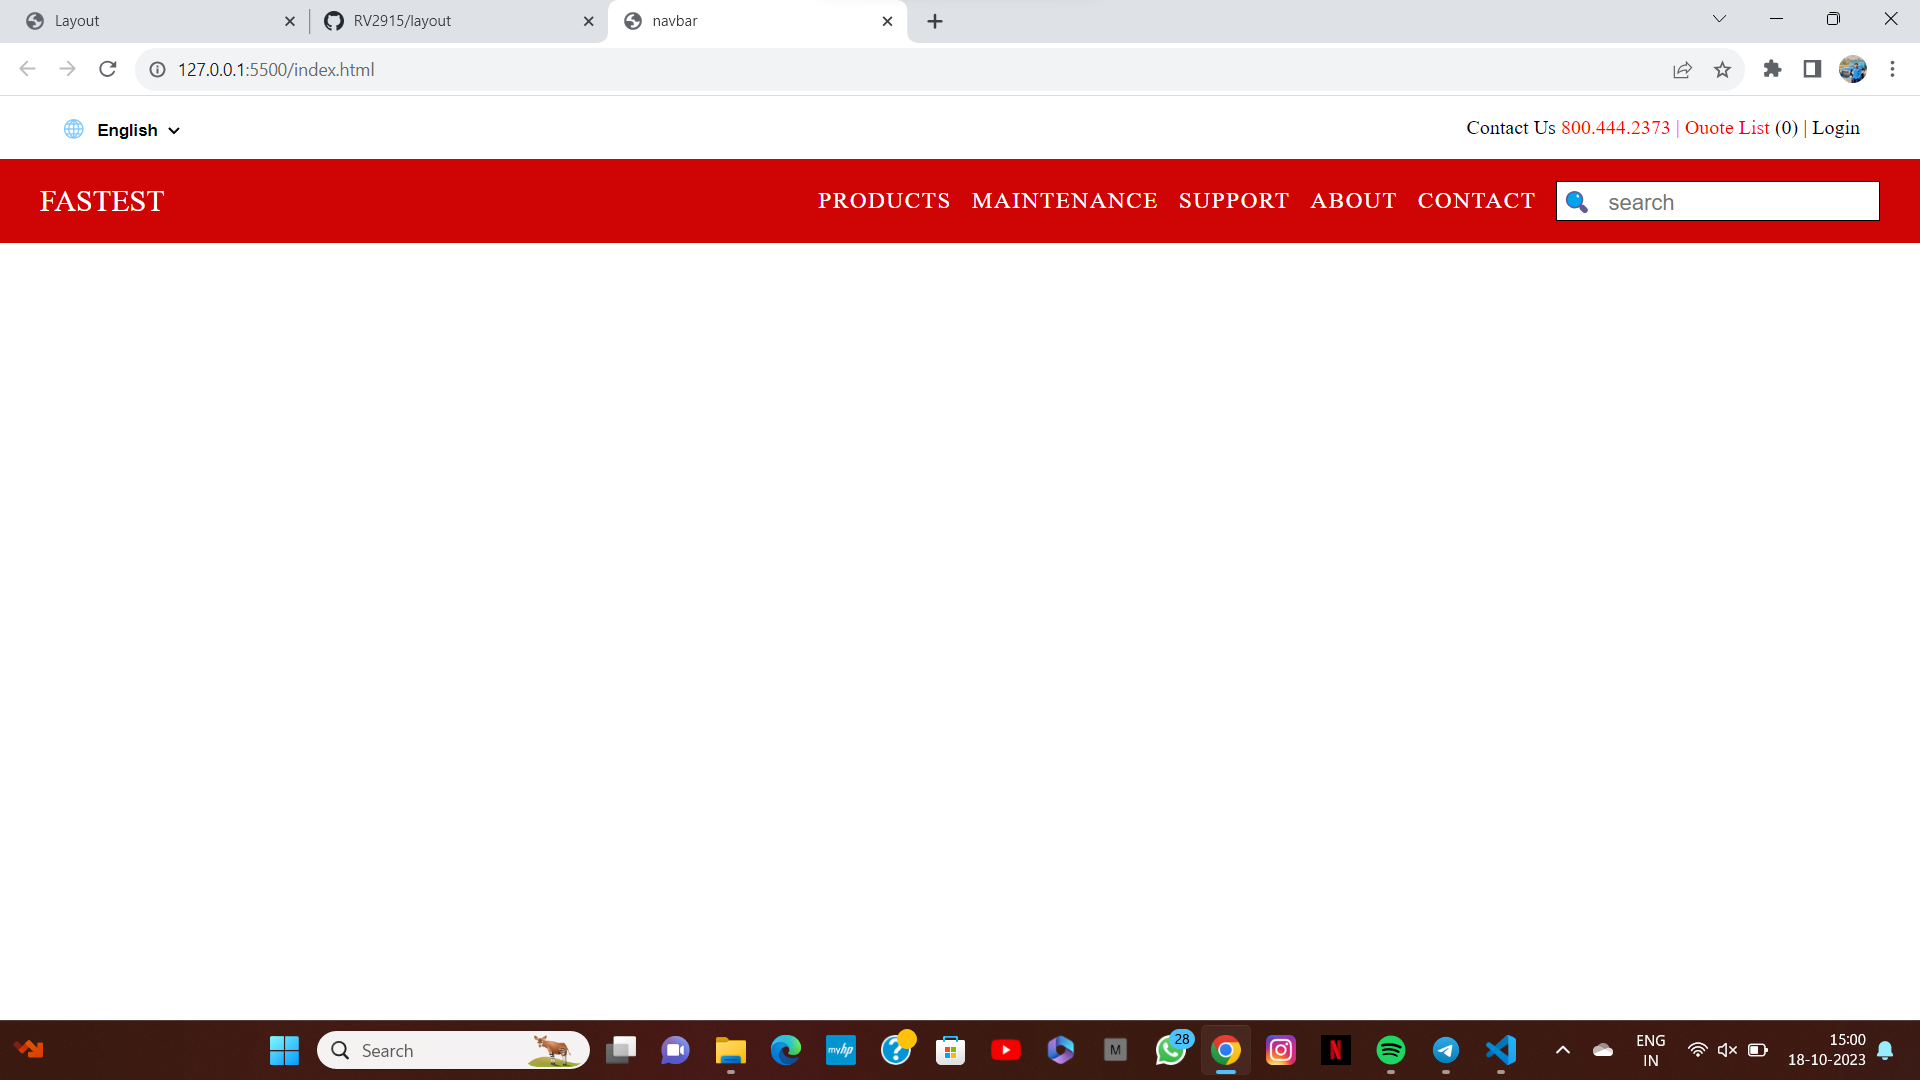 Layout
RV2915/layout
navbar
127.0.0.1:5500/index.html
English
Contact Us 800.444.2373 | Ouote List (0) | Login
FASTEST
PRODUCTS MAINTENANCE SUPPORT ABOUT CONTACT
search
Search
myhp
M
28
N
ENG
IN
15:00
18-10-2023